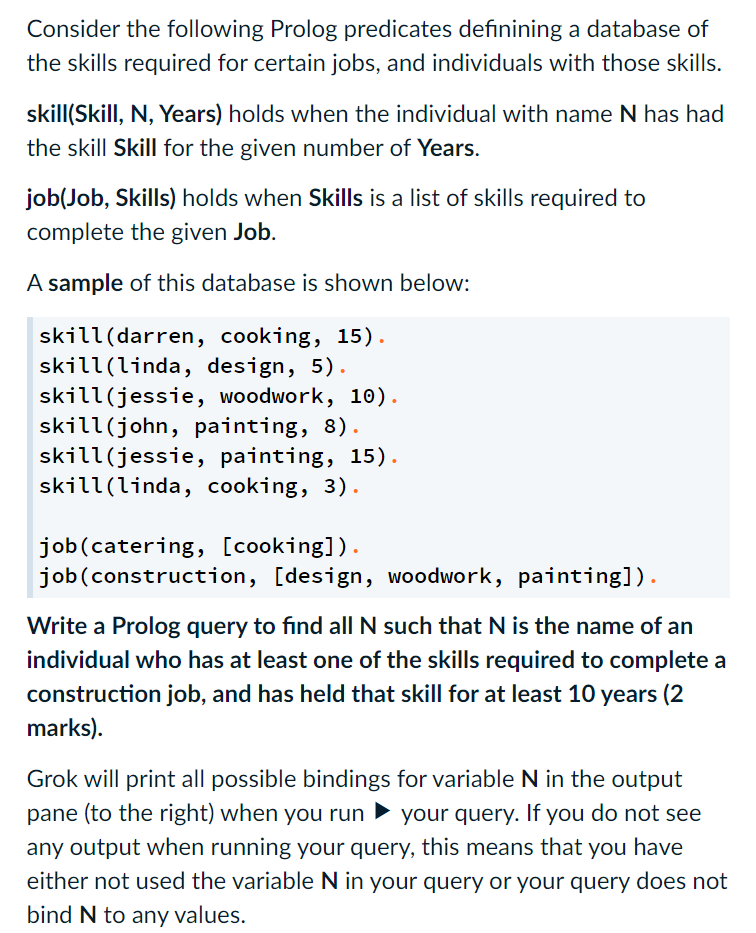 Consider the following Prolog predicates definining a database of
the skills required for certain jobs, and individuals with those skills.
skill(Skill, N, Years) holds when the individual with name N has had
the skill Skill for the given number of Years.
job(Job, Skills) holds when Skills is a list of skills required to
complete the given Job.
A sample of this database is shown below:
skill(darren, cooking, 15).
skill(linda, design, 5).
skill(jessie, woodwork, 10).
skill(john, painting, 8).
skill(jessie, painting, 15).
skill(linda, cooking, 3).
job(catering, [cooking]).
job(construction, [design, woodwork, painting]).
Write a Prolog query to find all N such that N is the name of an
individual who has at least one of the skills required to complete a
construction job, and has held that skill for at least 10 years (2
marks).
Grok will print all possible bindings for variable N in the output
pane (to the right) when you run ▶ your query. If you do not see
any output when running your query, this means that you have
either not used the variable N in your query or your query does not
bind N to any values.